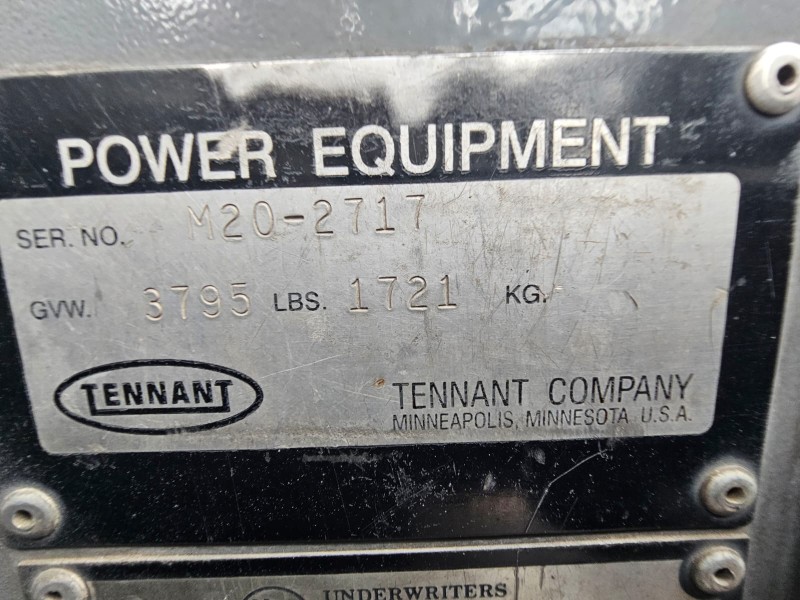 POWER EQUIPMENT
SER. NO. M20-2717
GVW. 3795 LBS. 1721 KG.
TENNANT
TENNANT COMPANY
MINNEAPOLIS, MINNESOTA U.S.A.
UNDERWRITERS